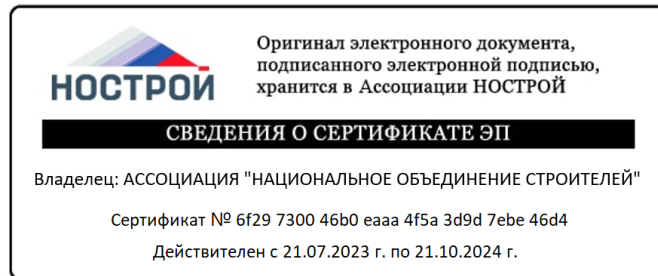 НОСТРОЙ
Оригинал электронного документа,
подписанного электронной подписью,
хранится в Ассоциации НОСТРОЙ
СВЕДЕНИЯ О СЕРТИФИКАТЕ ЭП
Владелец: АССОЦИАЦИЯ "НАЦИОНАЛЬНОЕ ОБЪЕДИНЕНИЕ СТРОИТЕЛЕЙ"
Сертификат № 6f29 7300 46b0 eaaa 4f5a 3d9d 7ebe 46d4
Действителен с 21.07.2023 г. по 21.10.2024 г.